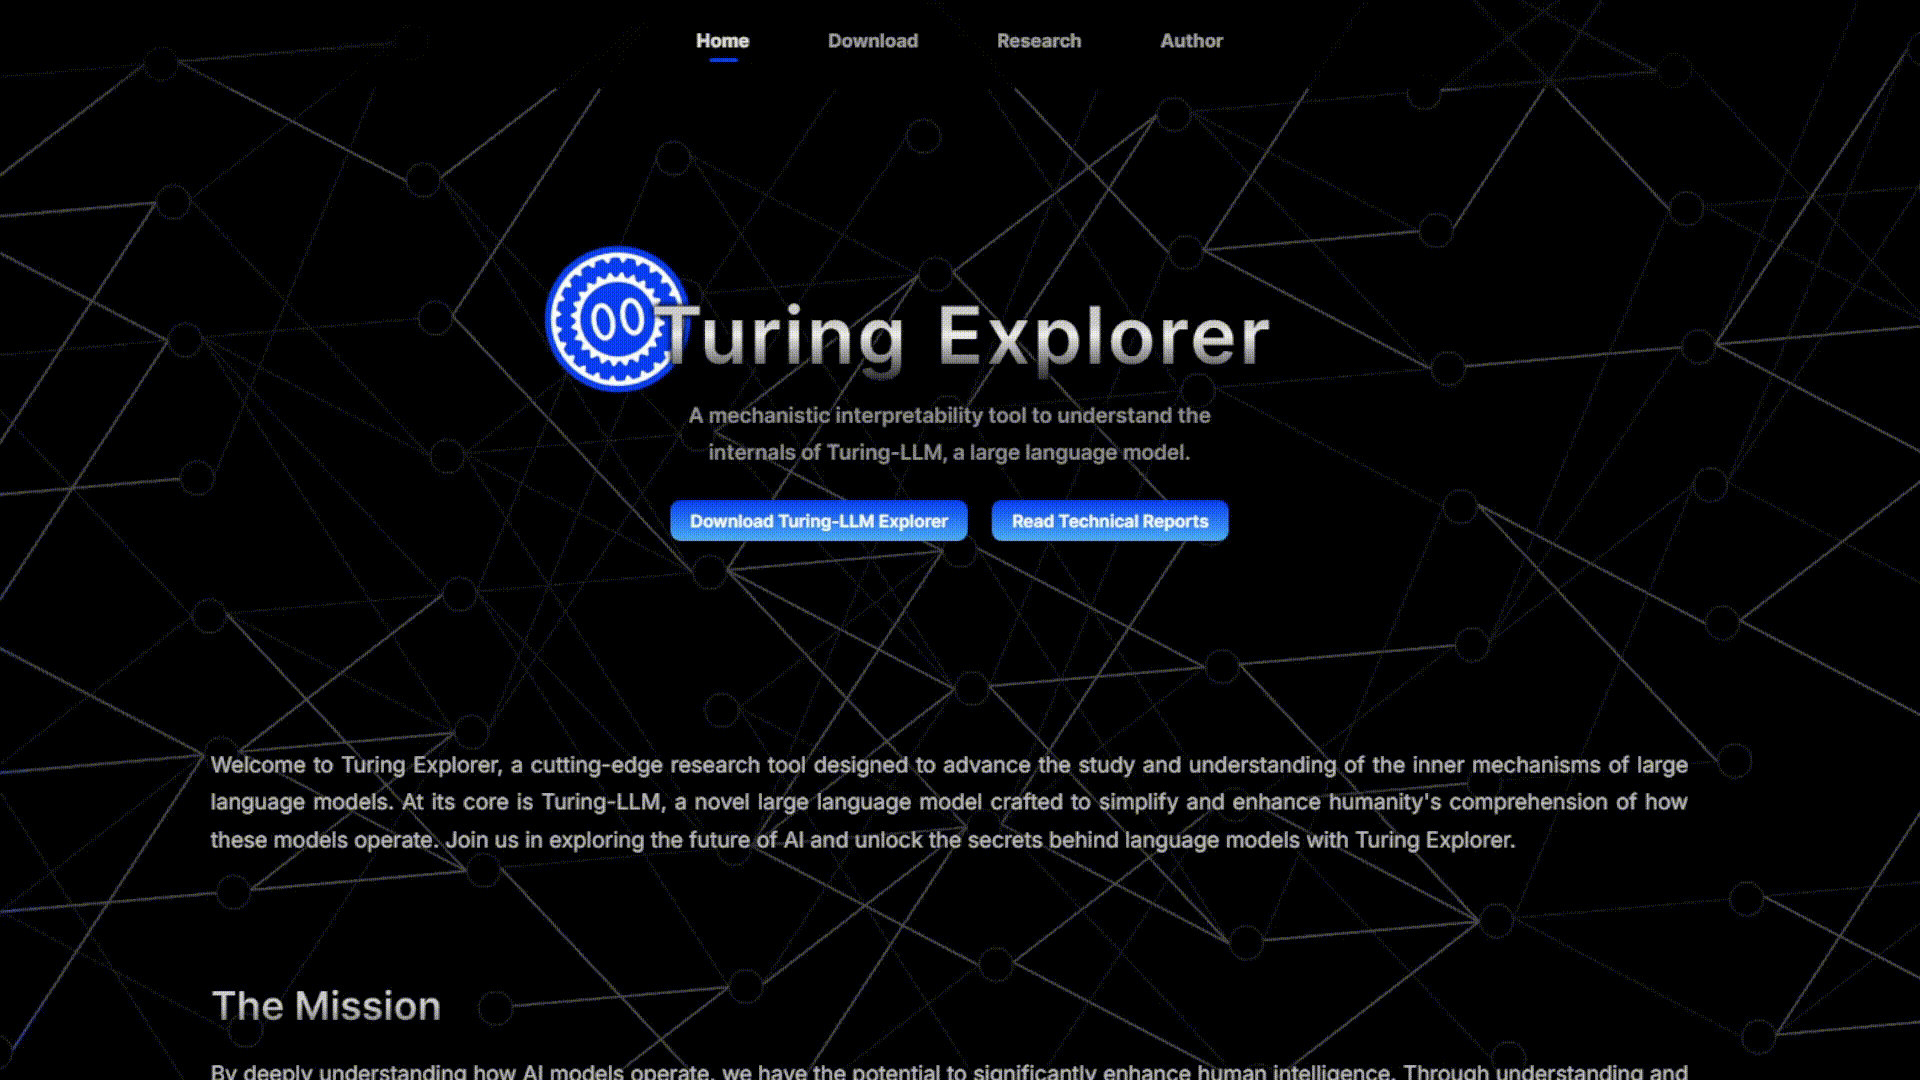 Home Download Research Author
Turing Explorer
A mechanistic interpretability tool to understand the
internals of Turing-LLM, a large language model.
Download Turing-LLM Explorer Read Technical Reports
Welcome to Turing Explorer, a cutting-edge research tool designed to advance the study and understanding of the inner mechanisms of large
language models. At its core is Turing-LLM, a novel large language model crafted to simplify and enhance humanity's comprehension of how
these models operate. Join us in exploring the future of AI and unlock the secrets behind language models with Turing Explorer.
The Mission
By deeply understanding how AI models operate, we have the potential to significantly enhance human intelligence. Through understanding and